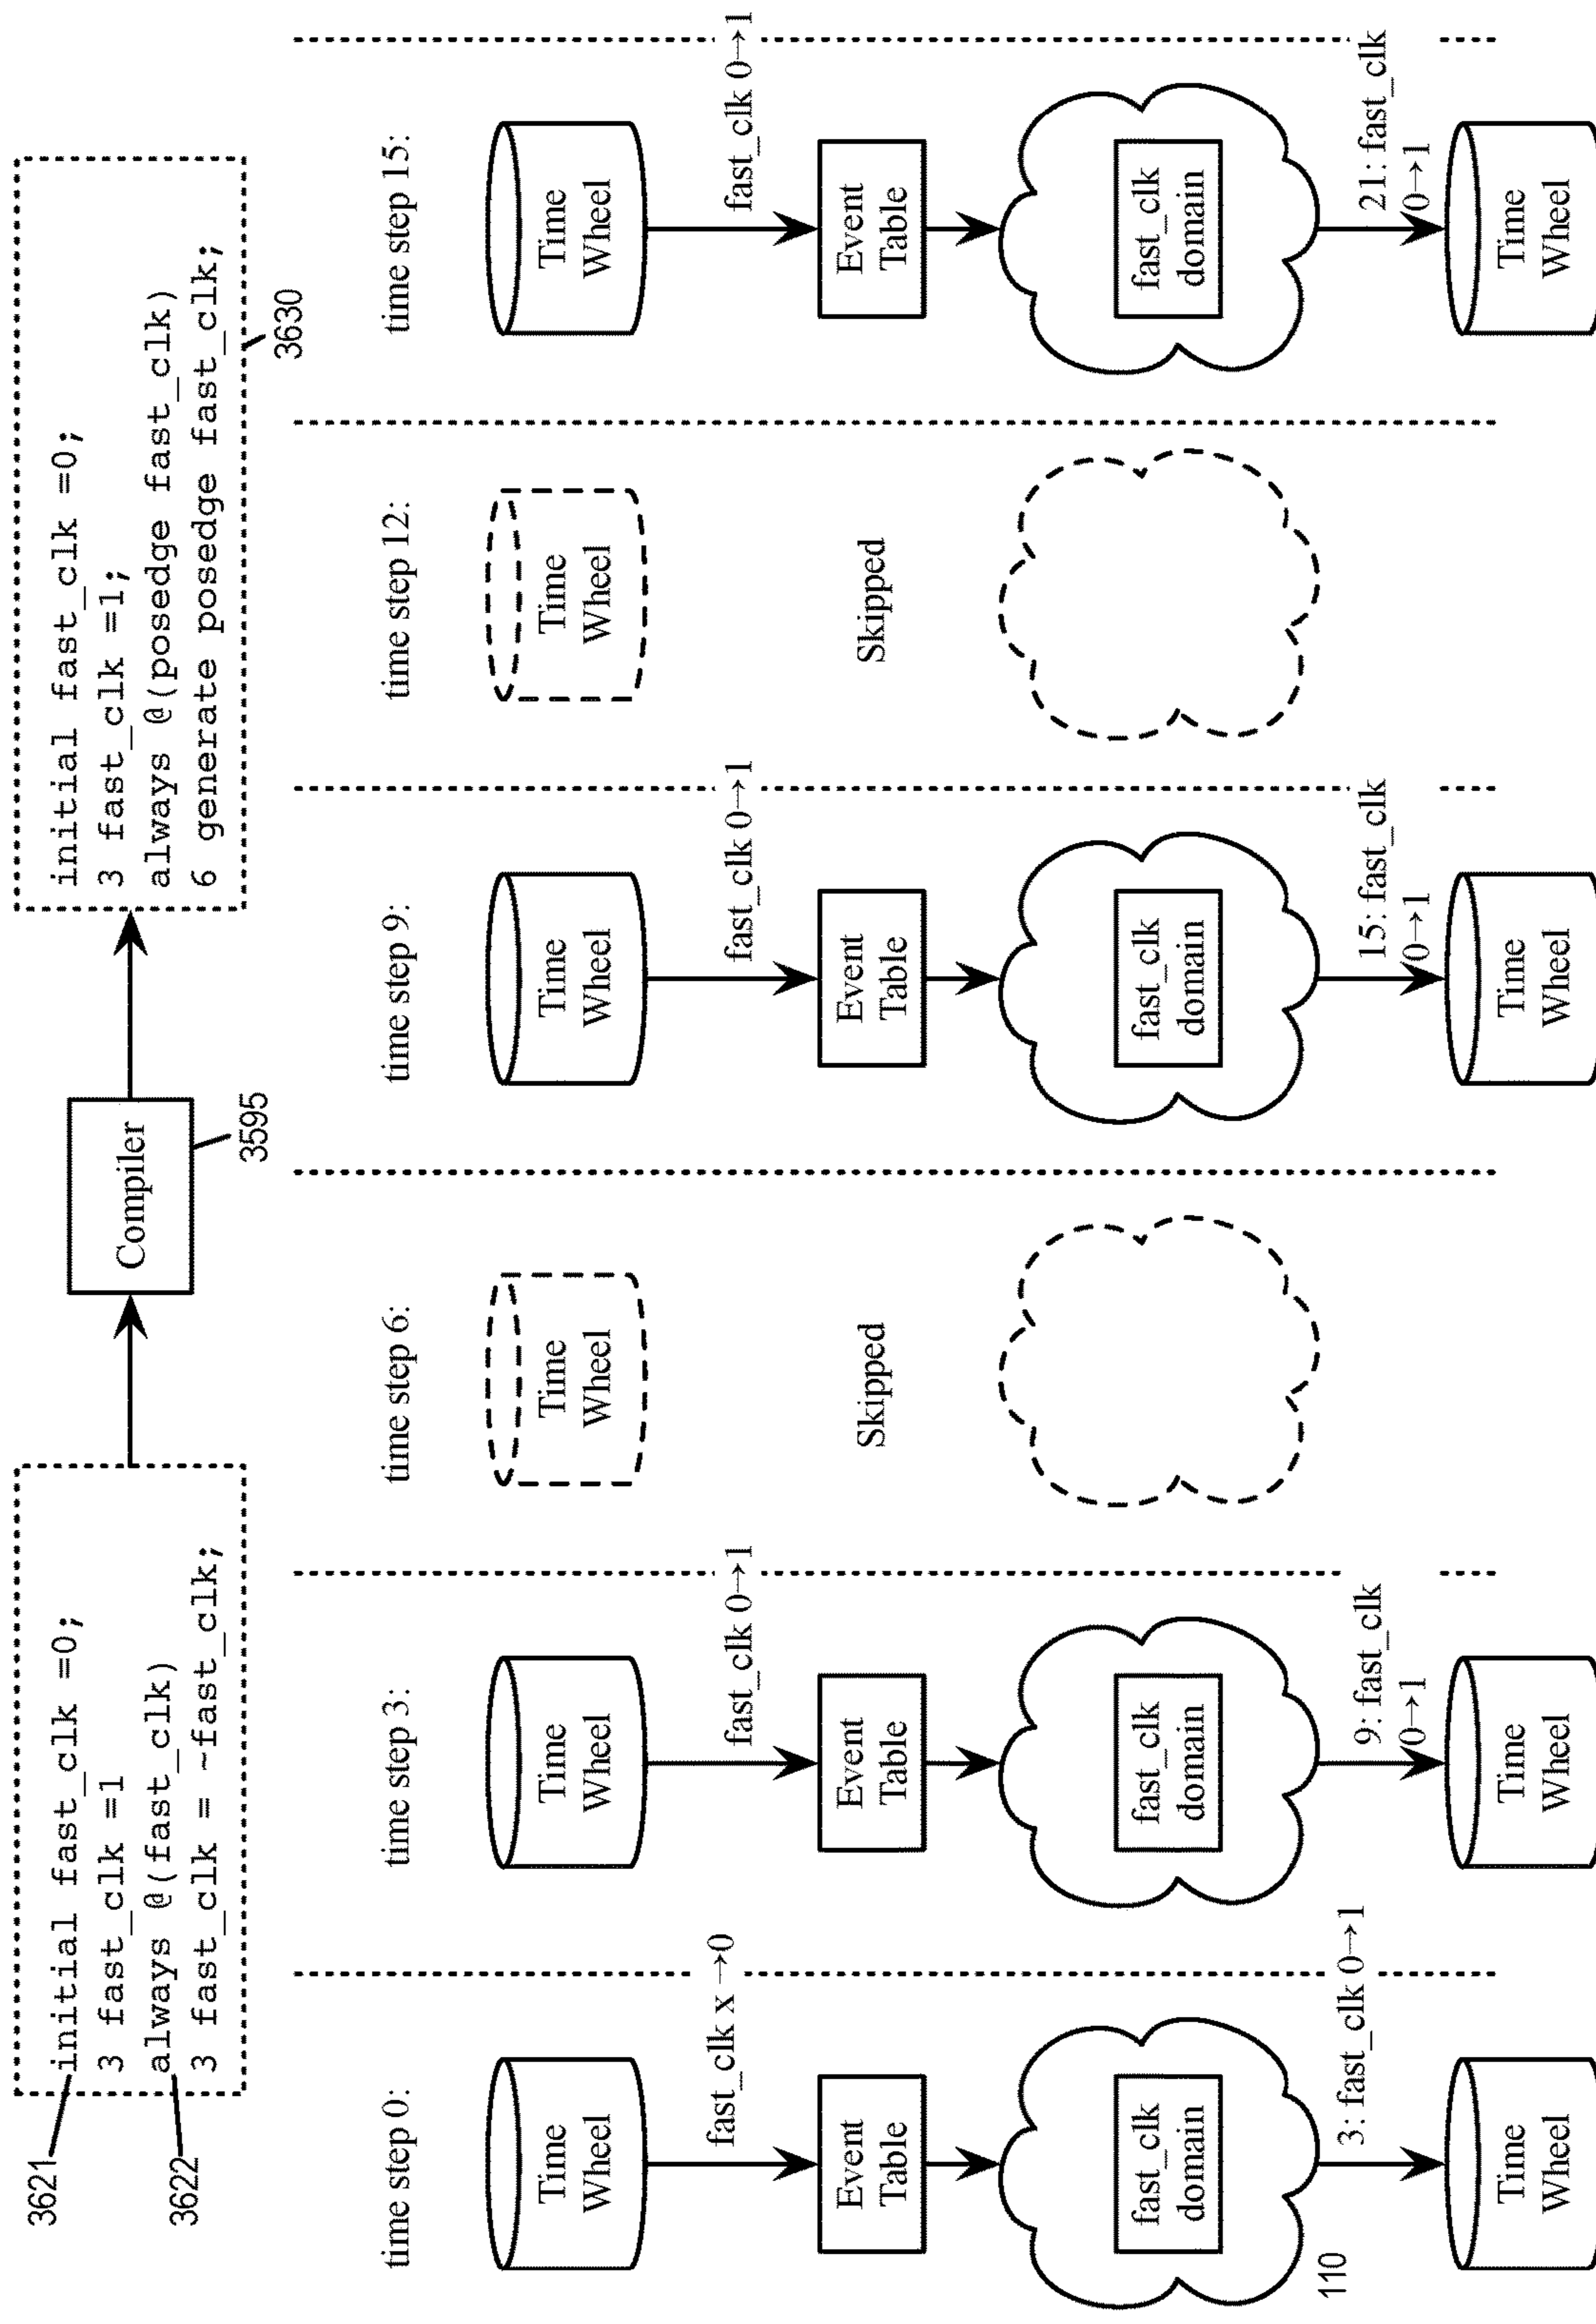 3621
3622
initial fast_clk =0;
3 fast_clk =1
always @(fast_clk)
3 fast_clk = ~fast_clk;
Compiler
3595
initial fast_clk =0;
3 fast_clk =1;
always @(posedge fast_clk)
6 generate posedge fast_clk;
3630
time step 0:
Time
Wheel
fast_clk x→0
Event
Table
fast_clk
domain
110
3: fast_clk 0→1
Time
Wheel
time step 3:
Time
Wheel
fast_clk 0→1
Event
Table
fast_clk
domain
9: fast_clk
0→1
Time
Wheel
time step 6:
Time
Wheel
Skipped
time step 9:
Time
Wheel
fast_clk 0→1
Event
Table
fast_clk
domain
15: fast_clk
0→1
Time
Wheel
time step 12:
Time
Wheel
Skipped
time step 15:
Time
Wheel
fast_clk 0→1
Event
Table
fast_clk
domain
21: fast_clk
0→1
Time
Wheel